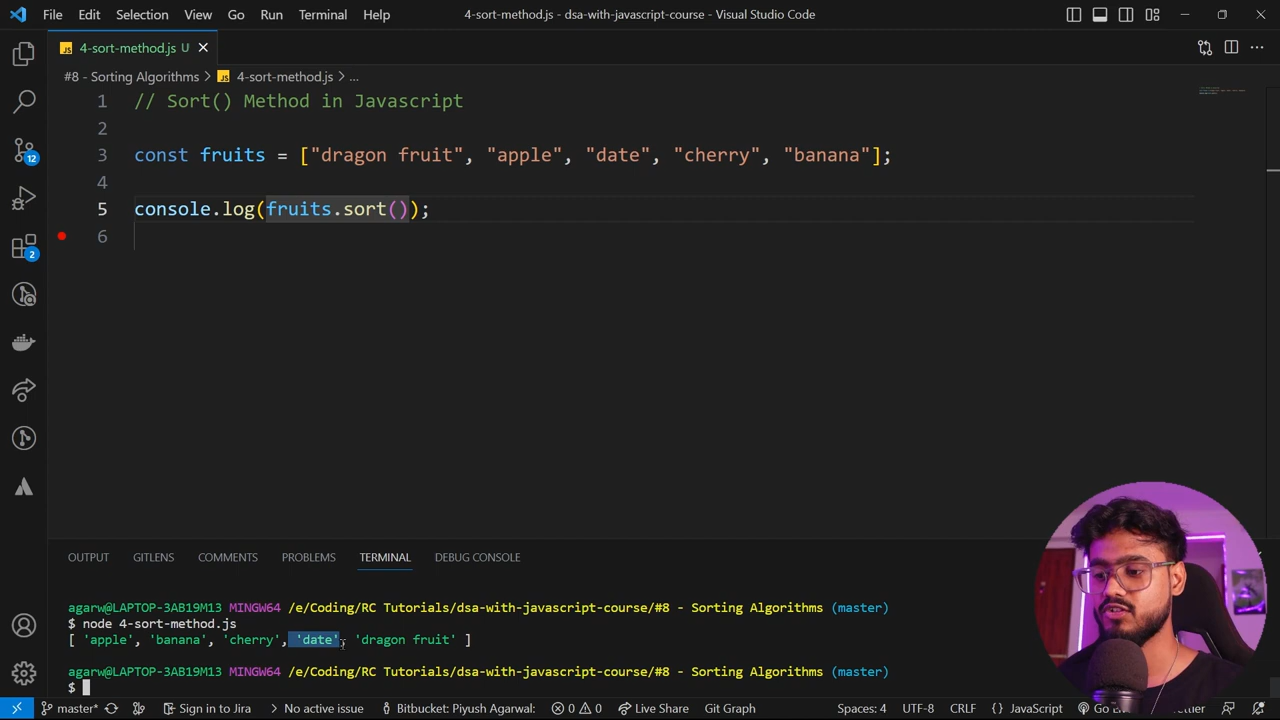 File Edit Selection View Go Run Terminal Help
4-sort-method.js - dsa-with-javascript-course - Visual Studio Code
JS 4-sort-method.js U
#8 - Sorting Algorithms > JS 4-sort-method.js > ...
1 // Sort() Method in Javascript
2
3 const fruits = ["dragon fruit", "apple", "date", "cherry", "banana"];
4
5 console.log(fruits.sort());
6
12
2
OUTPUT GITLENS COMMENTS PROBLEMS TERMINAL DEBUG CONSOLE
agarw@LAPTOP-3AB19M13 MINGW64 /e/Coding/RC Tutorials/dsa-with-javascript-course/#8 - Sorting Algorithms (master)
$ node 4-sort-method.js
[ 'apple', 'banana', 'cherry', 'date', 'dragon fruit' ]
agarw@LAPTOP-3AB19M13 MINGW64 /e/Coding/RC Tutorials/dsa-with-javascript-course/#8 - Sorting Algorithms (master)
$
master* Sign in to Jira No active issue Bitbucket: Piyush Agarwal: 0 0 Live Share Git Graph Spaces: 4 UTF-8 CRLF {} JavaScript